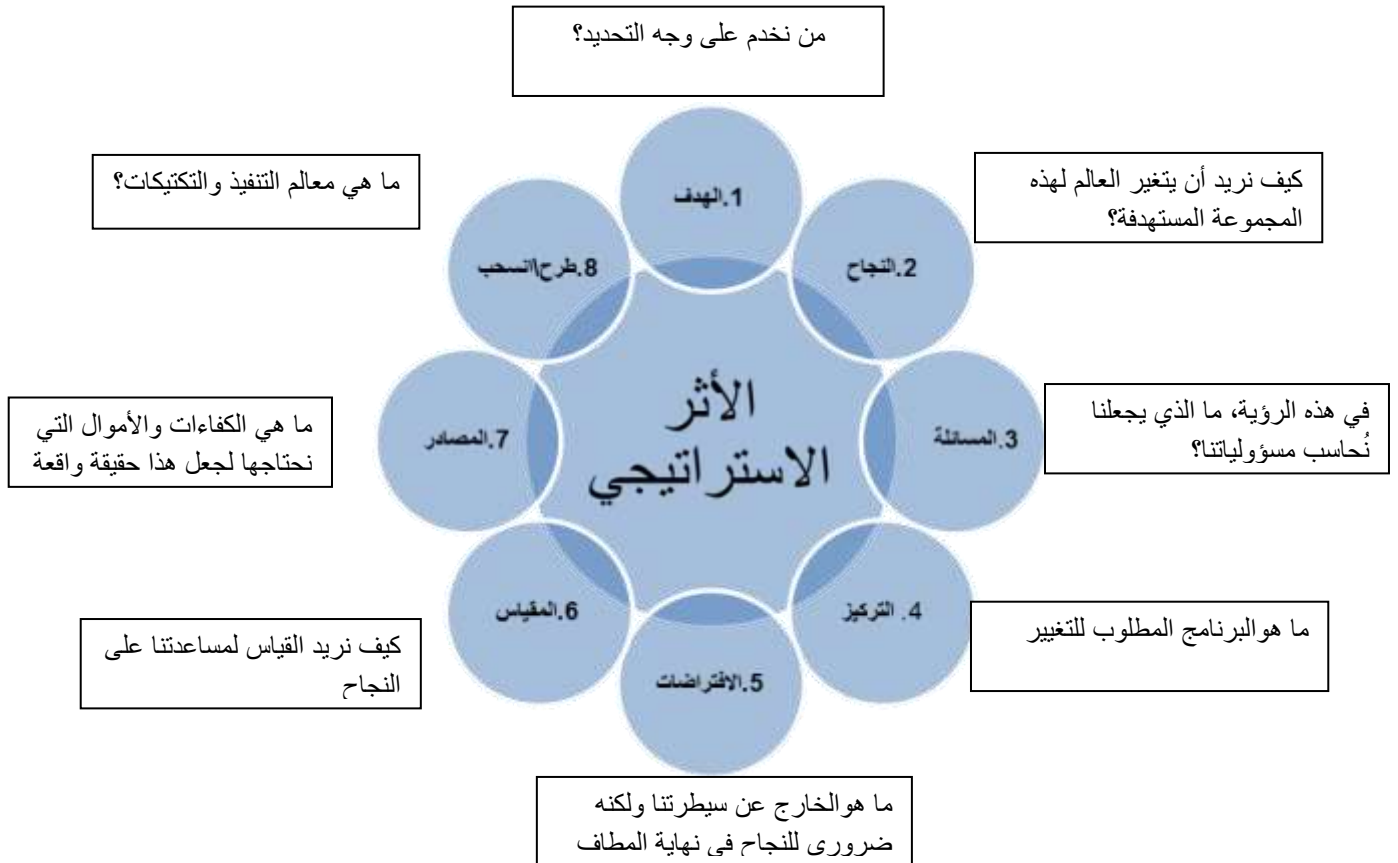 من نخدم على وجه التحديد؟
1.الهدف
كيف نريد أن يتغير العالم لهذه
المجموعة المستهدفة؟
2.النجاح
في هذه الرؤية، ما الذي يجعلنا
نُحاسب مسؤولياتنا؟
3.المسائلة
ما هوالبرنامج المطلوب للتغيير
4. التركيز
ما هوالخارج عن سيطرتنا ولكنه
ضروري للنجاح في نهاية المطاف
5.الافتراضات
كيف نريد القياس لمساعدتنا على
النجاح
6.المقياس
ما هي الكفاءات والأموال التي
نحتاجها لجعل هذا حقيقة واقعة
7.المصادر
ما هي معالم التنفيذ والتكتيكات؟
8.طرح\انسحب
الأثر
الاستراتيجي